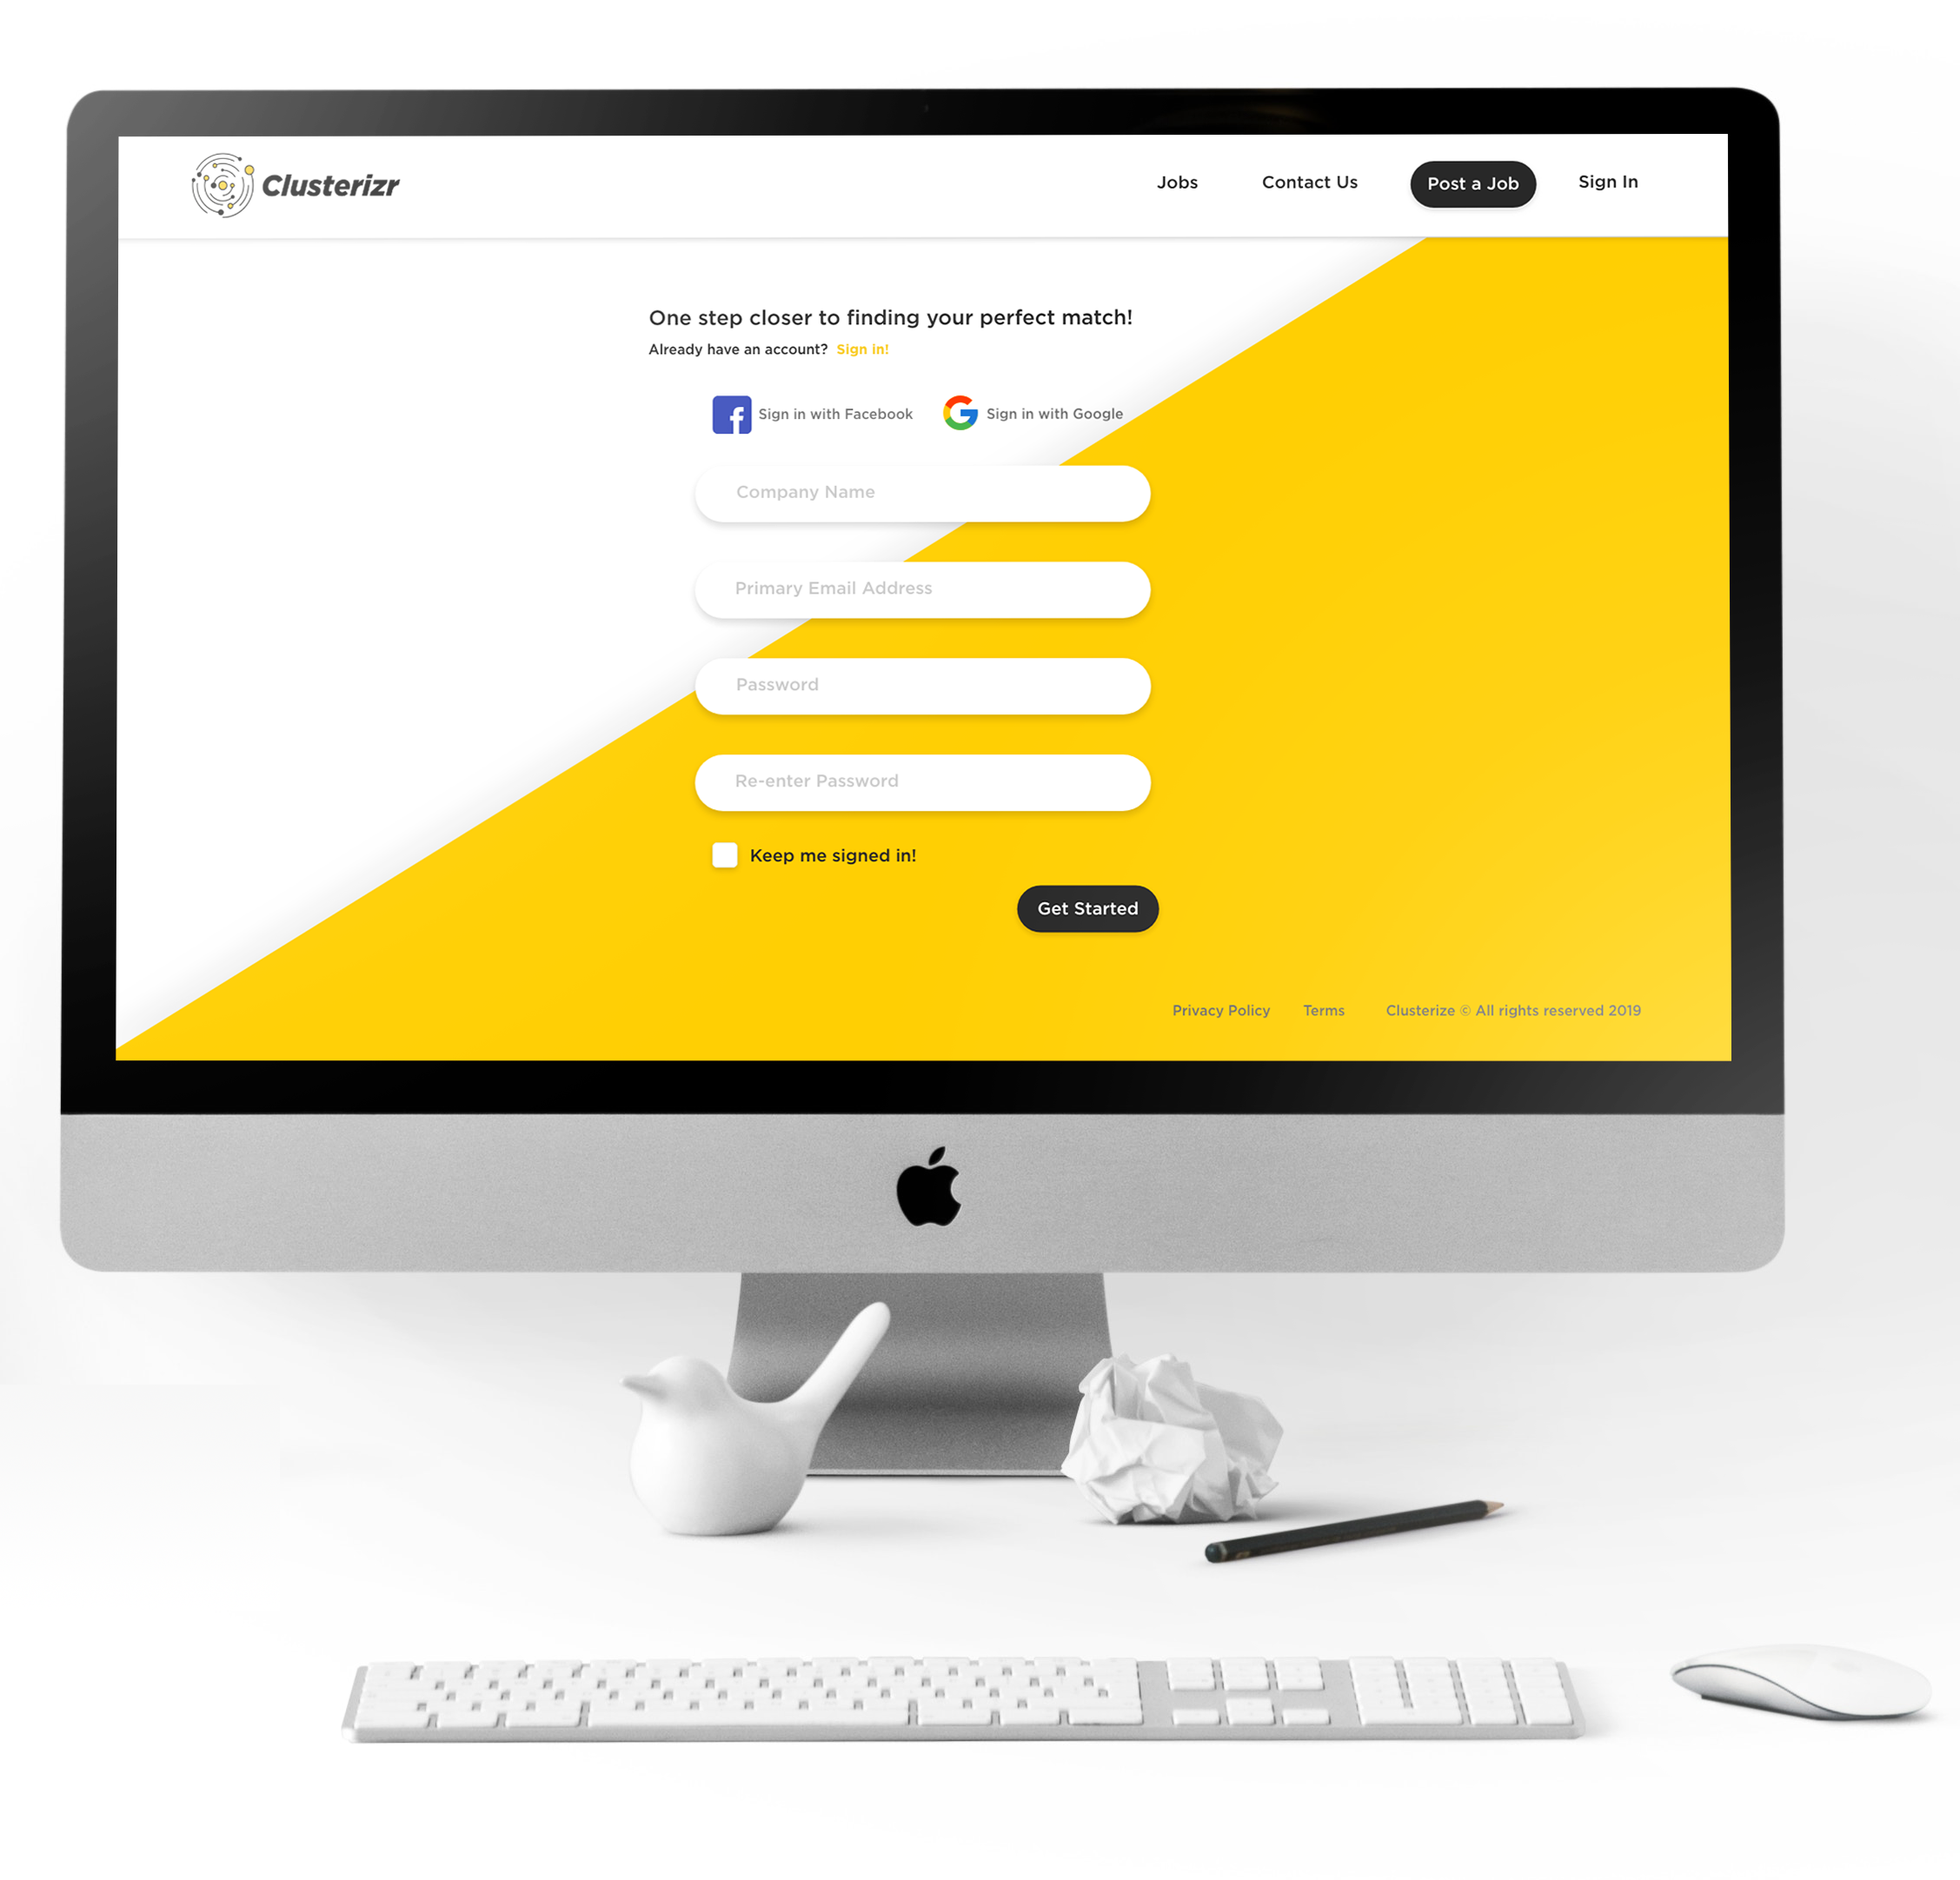 Clusterizr
Jobs
Contact Us
Post a Job
Sign In
One step closer to finding your perfect match!
Already have an account? Sign in!
Sign in with Facebook
Sign in with Google
Company Name
Primary Email Address
Password
Re-enter Password
Keep me signed in!
Get Started
Privacy Policy
Terms
Clusterize © All rights reserved 2019